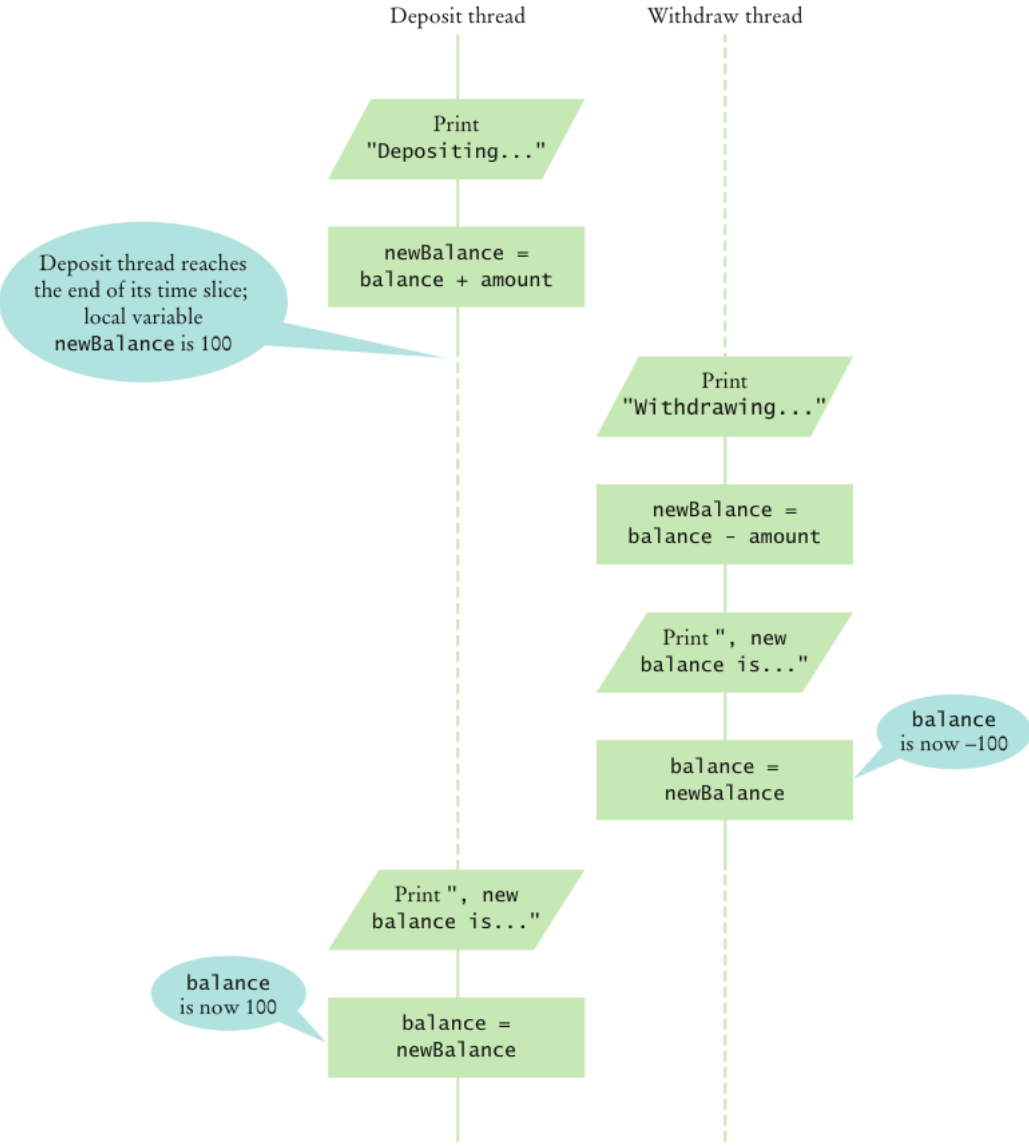 Deposit thread
Withdraw thread
Print
"Depositing..."
newBalance =
balance + amount
Deposit thread reaches
the end of its time slice;
local variable
newBalance is 100
Print
"Withdrawing..."
newBalance =
balance - amount
Print ", new
balance is..."
balance
is now –100
balance =
newBalance
Print ", new
balance is..."
balance
is now 100
balance =
newBalance